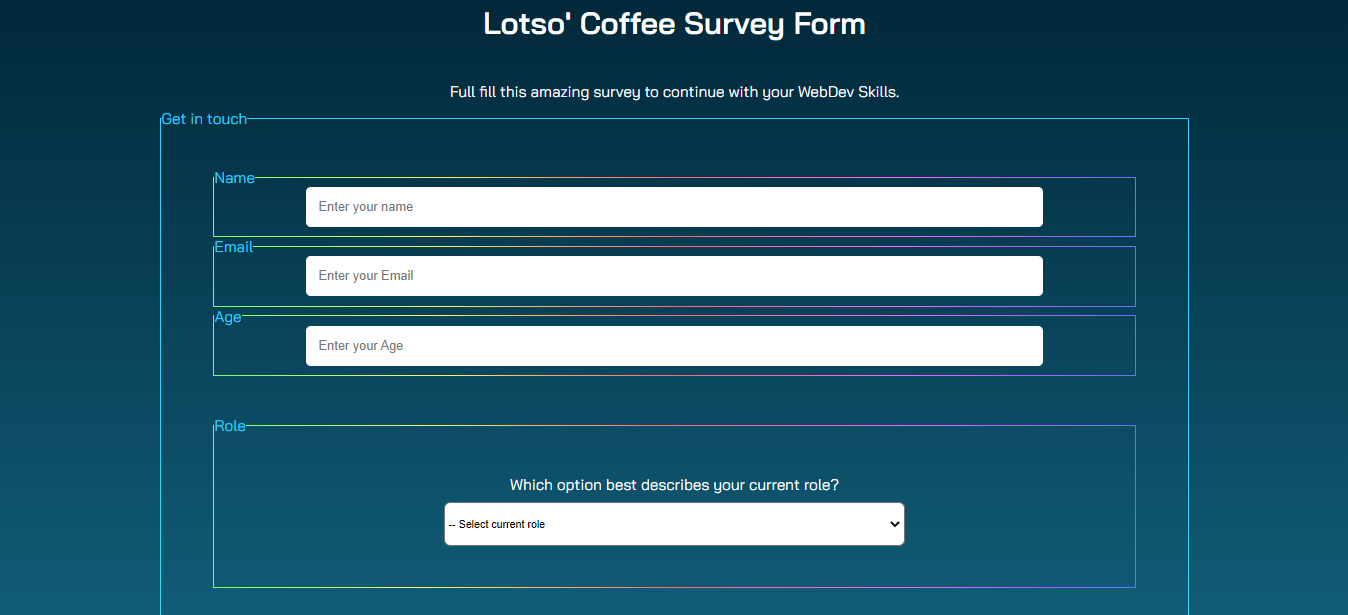 Lotso' Coffee Survey Form
Full fill this amazing survey to continue with your WebDev Skills.
Get in touch
Name
Enter your name
Email
Enter your Email
Age
Enter your Age
Role
Which option best describes your current role?
-- Select current role